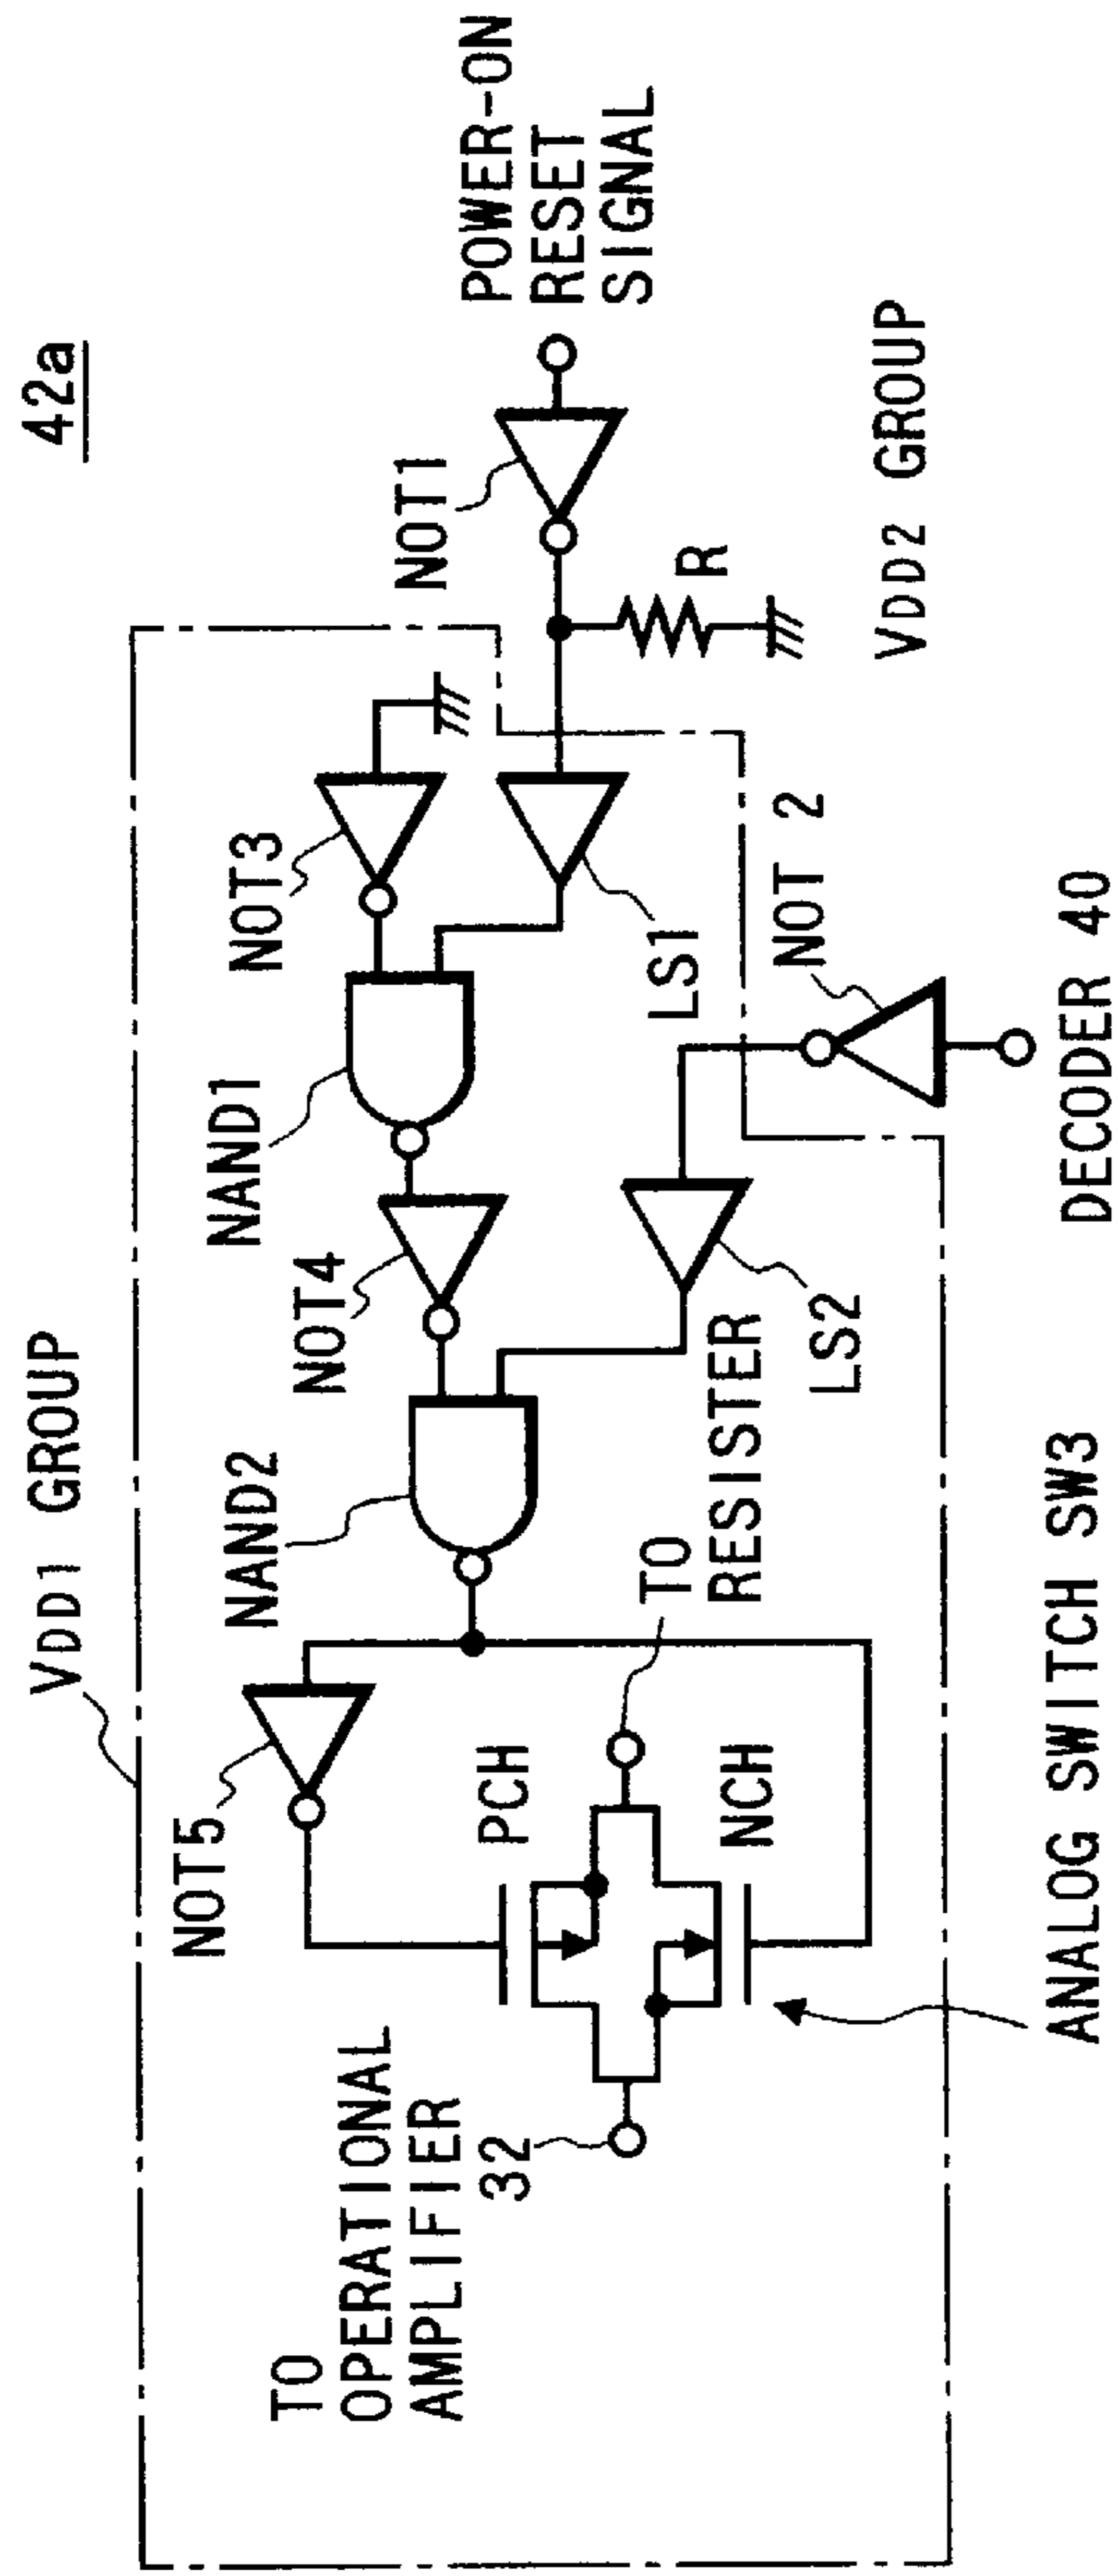 42a
VDD1 GROUP
POWER-ON
RESET
SIGNAL
NOT1
R
VDD2 GROUP
NOT3
LS1
NOT 2
DECODER 40
NAND1
NOT4
LS2
NAND2
TO
RESISTER
NOT5
PCH
NCH
ANALOG SWITCH SW3
TO
OPERATIONAL
AMPLIFIER
32